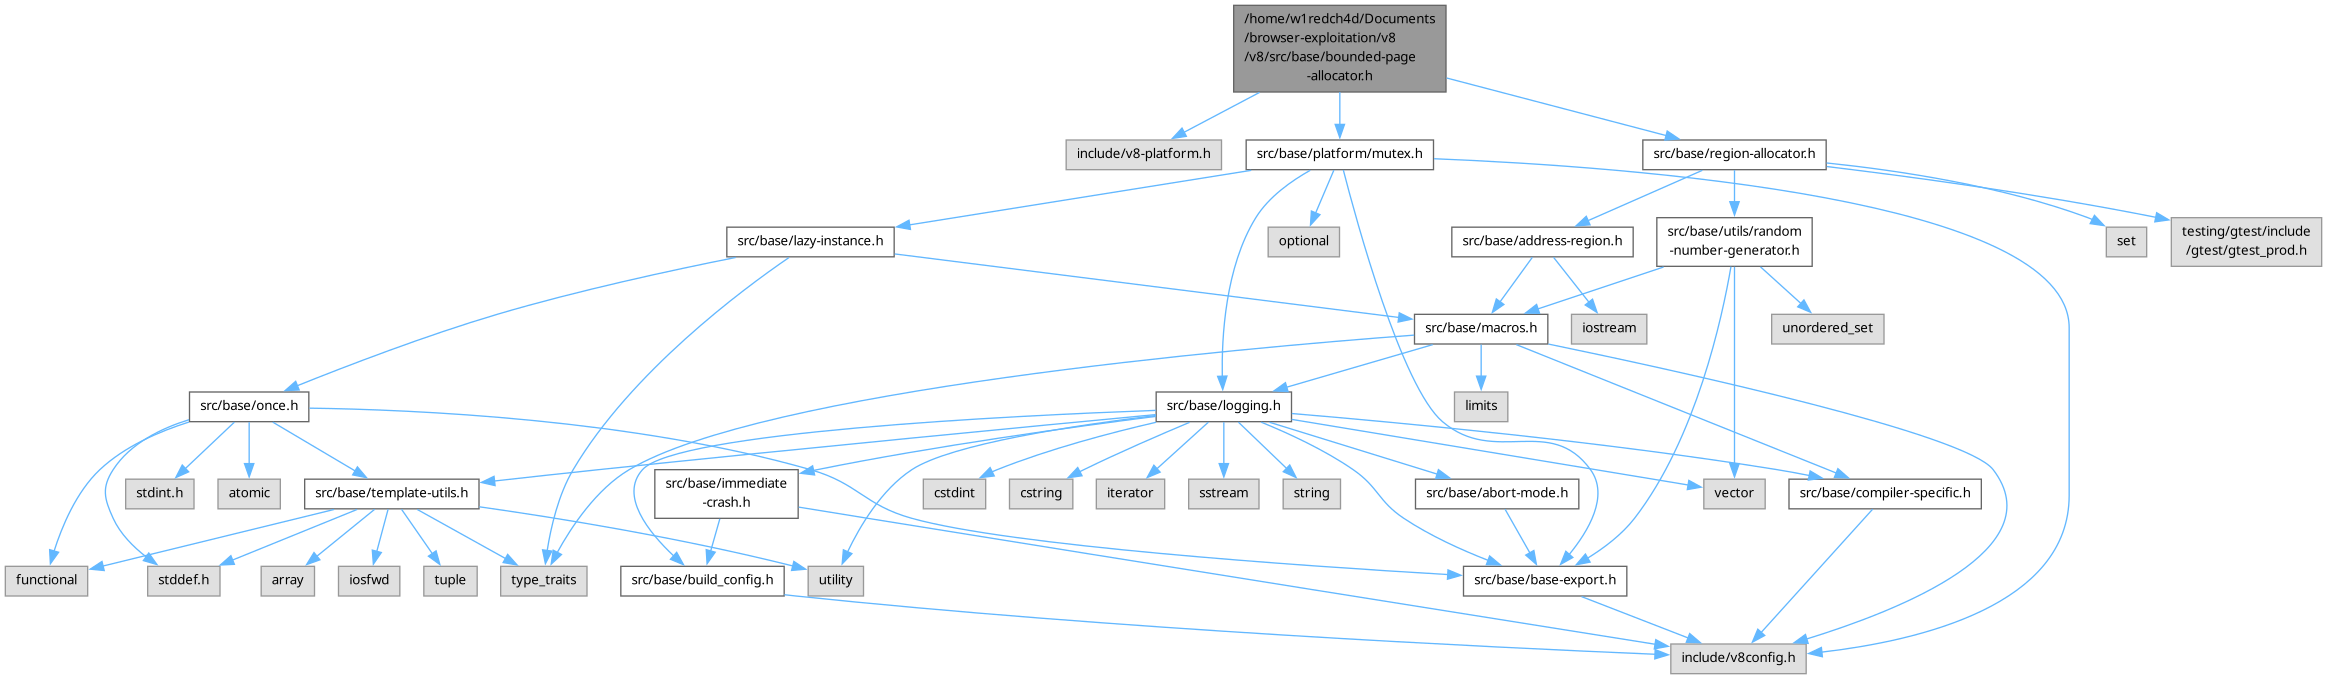 /home/w1redch4d/Documents
/browser-exploitation/v8
/v8/src/base/bounded-page
-allocator.h
include/v8-platform.h
src/base/platform/mutex.h
src/base/region-allocator.h
src/base/lazy-instance.h
optional
src/base/address-region.h
src/base/utils/random
-number-generator.h
set
testing/gtest/include
/gtest/gtest_prod.h
src/base/macros.h
iostream
unordered_set
src/base/once.h
src/base/logging.h
limits
stdint.h
atomic
src/base/template-utils.h
src/base/immediate
-crash.h
cstdint
cstring
iterator
sstream
string
src/base/abort-mode.h
vector
src/base/compiler-specific.h
functional
stddef.h
array
iosfwd
tuple
type_traits
src/base/build_config.h
utility
src/base/base-export.h
include/v8config.h